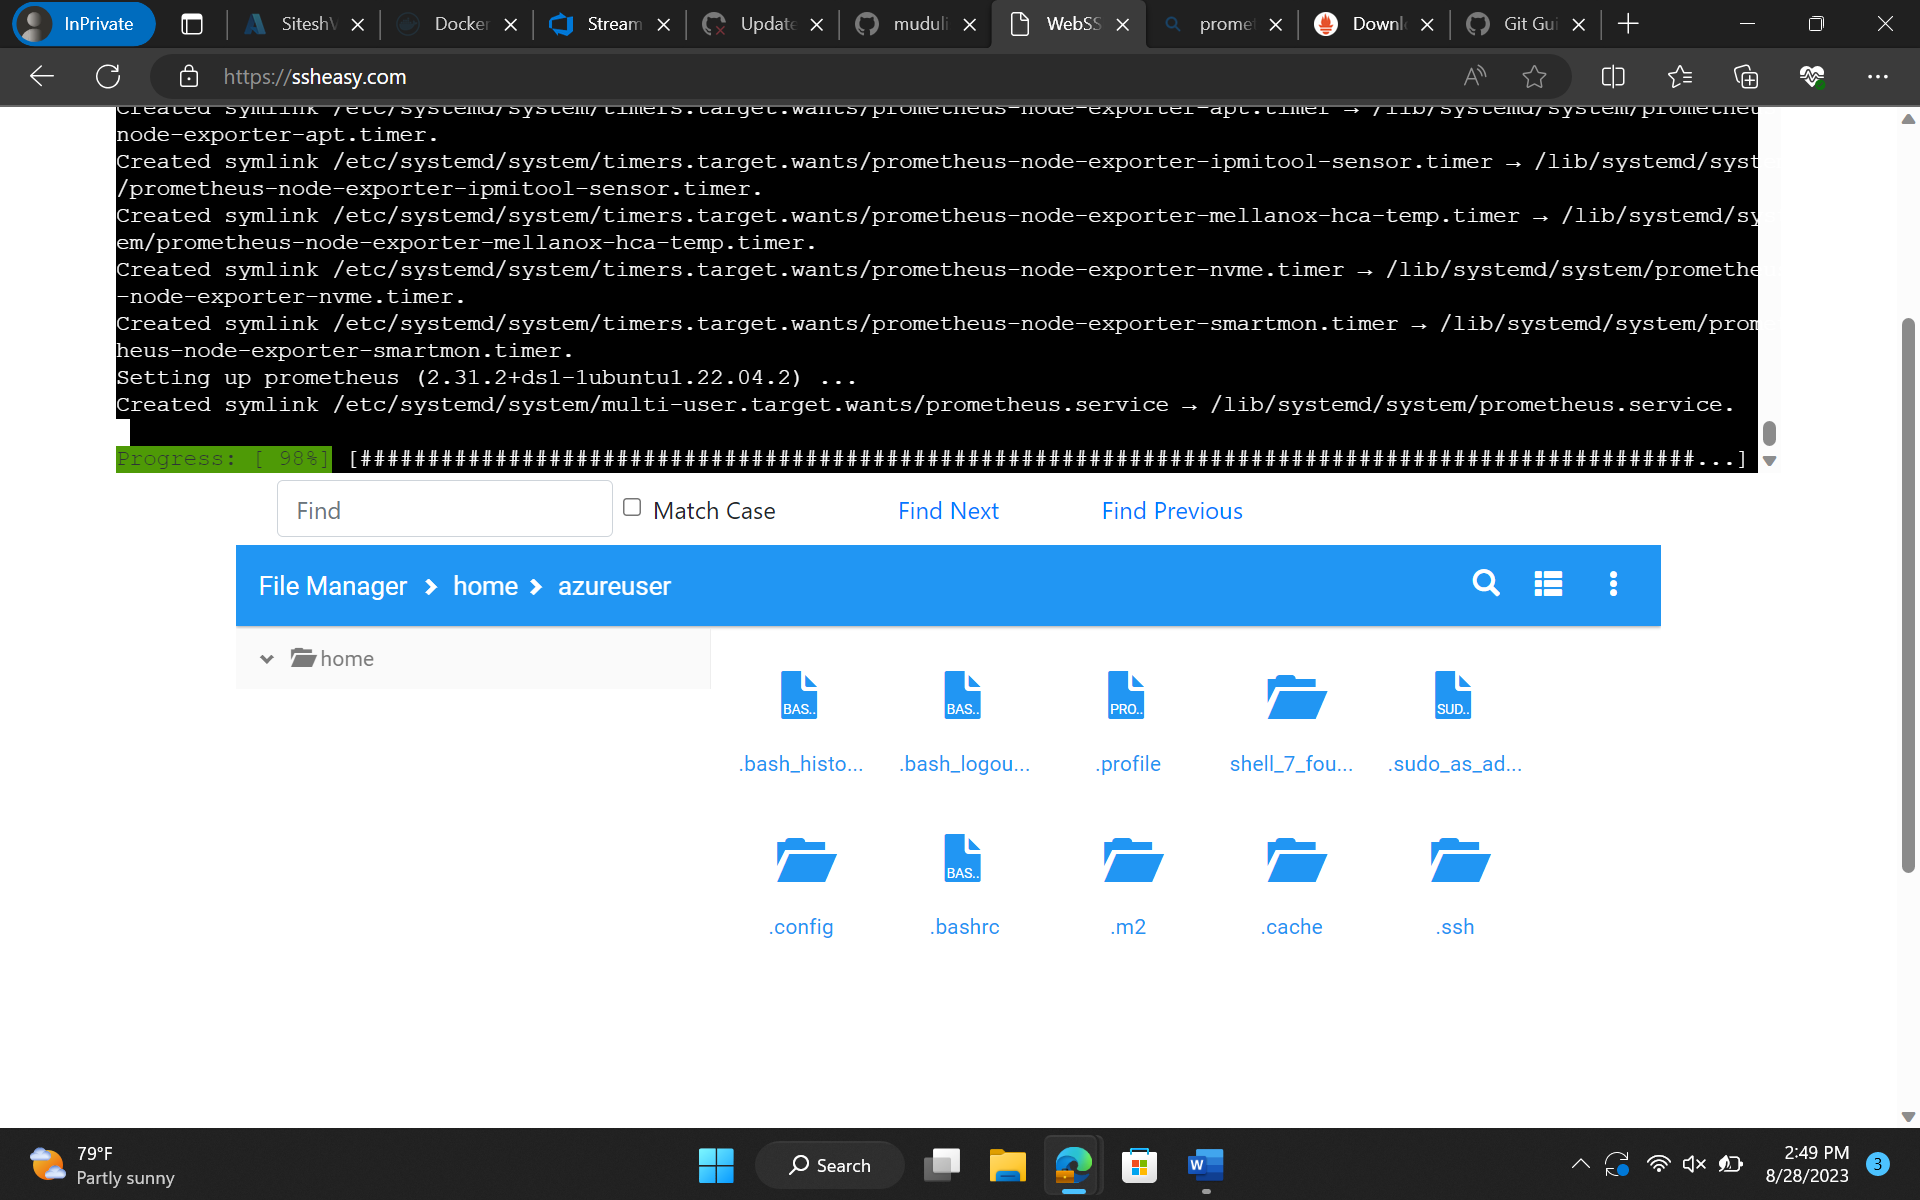 InPrivate
SiteshV
Docker
Stream
Update
muduli
WebSS
promet
Downl
Git Gui
https://ssheasy.com
Created symlink /etc/systemd/system/timers.target.wants/prometheus-node-exporter-apt.timer → /lib/systemd/system/prometheu
node-exporter-apt.timer.
Created symlink /etc/systemd/system/timers.target.wants/prometheus-node-exporter-ipmitool-sensor.timer → /lib/systemd/syst
/prometheus-node-exporter-ipmitool-sensor.timer.
Created symlink /etc/systemd/system/timers.target.wants/prometheus-node-exporter-mellanox-hca-temp.timer → /lib/systemd/sy
em/prometheus-node-exporter-mellanox-hca-temp.timer.
Created symlink /etc/systemd/system/timers.target.wants/prometheus-node-exporter-nvme.timer → /lib/systemd/system/promethe
-node-exporter-nvme.timer.
Created symlink /etc/systemd/system/timers.target.wants/prometheus-node-exporter-smartmon.timer → /lib/systemd/system/prom
heus-node-exporter-smartmon.timer.
Setting up prometheus (2.31.2+ds1-1ubuntu1.22.04.2) ...
Created symlink /etc/systemd/system/multi-user.target.wants/prometheus.service → /lib/systemd/system/prometheus.service.
Progress: [ 98%] [###################################################################################################...]
Find
Match Case
Find Next
Find Previous
File Manager > home > azureuser
home
BAS..
BAS..
PRO..
SUD..
.bash_histo...
.bash_logou...
.profile
shell_7_fou...
.sudo_as_ad...
BAS..
.config
.bashrc
.m2
.cache
.ssh
79°F
Partly sunny
Search
2:49 PM
8/28/2023
3